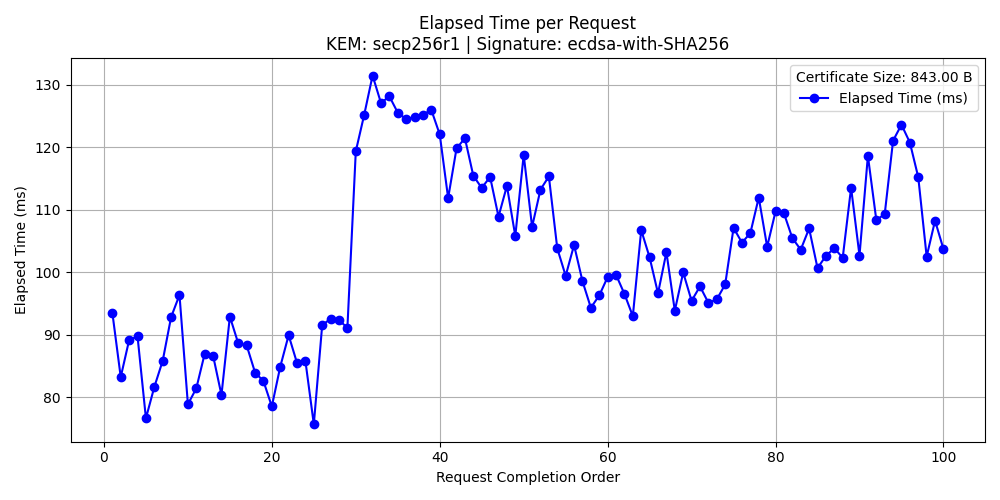 Elapsed Time per Request
KEM: secp256r1 | Signature: ecdsa-with-SHA256
Certificate Size: 843.00 B
Elapsed Time (ms)
Elapsed Time (ms)
130
120
110
100
90
80
0 20 40 60 80 100
Request Completion Order